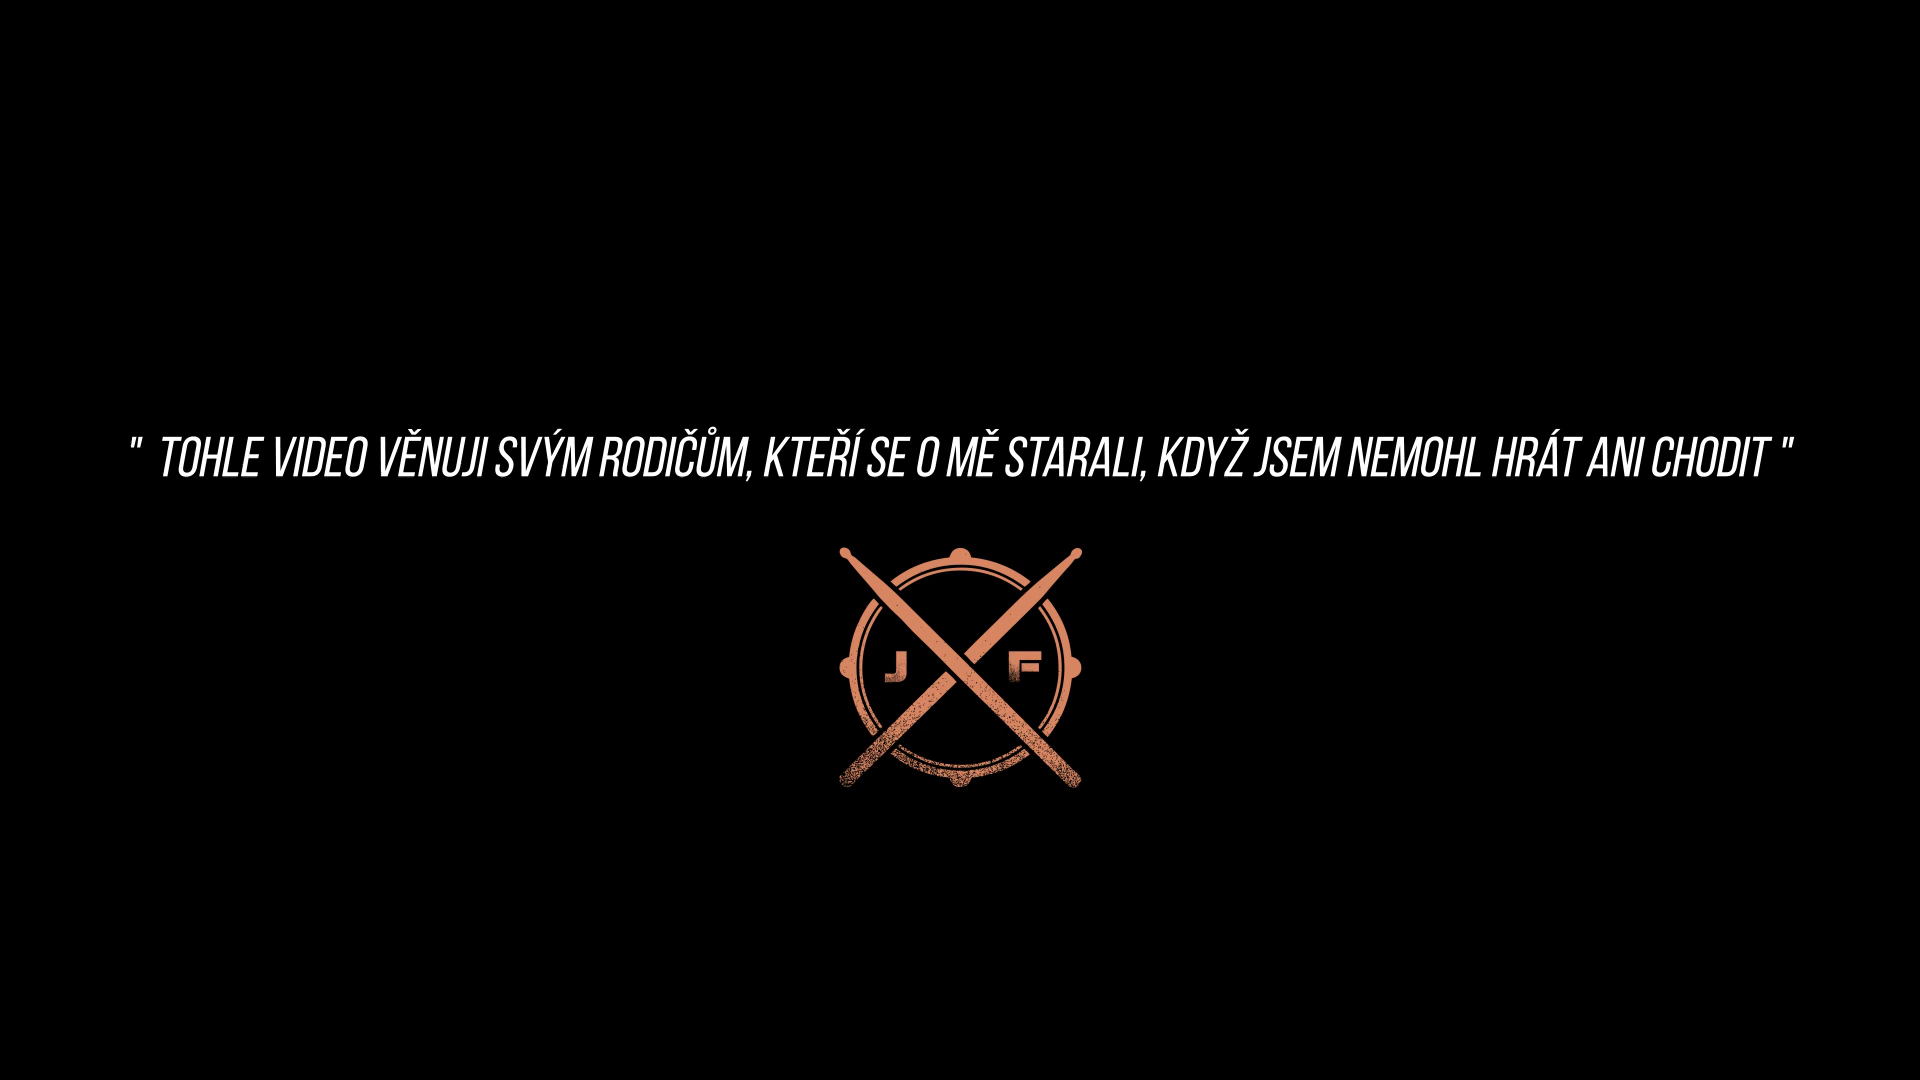 " TOHLE VIDEO VĚNUJI SVÝM RODIČŮM, KTEŘÍ SE O MĚ STARALI, KDYŽ JSEM NEMOHL HRÁT ANI CHODIT "
J F